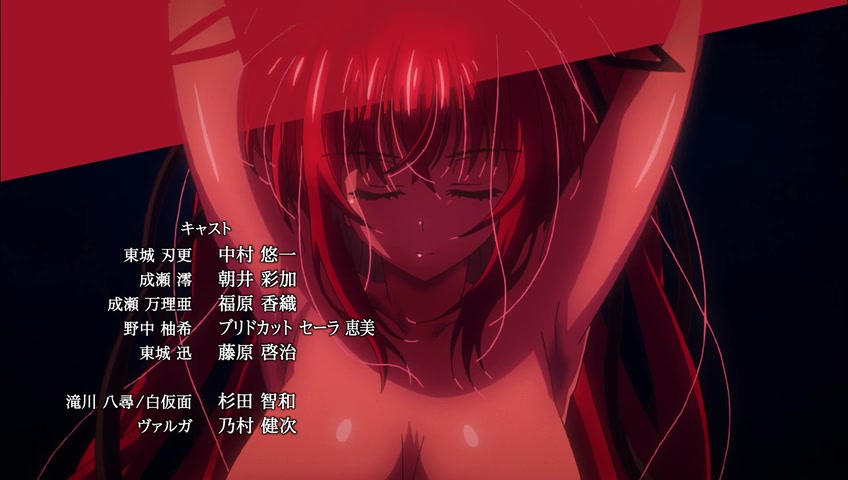 キャスト
東城 刃更 中村 悠一
成瀬 澪 朝井 彩加
成瀬 万理亜 福原 香織
野中 柚希 ブリドカット セーラ 恵美
東城 迅 藤原 啓治
滝川 八尋/白仮面 杉田 智和
ヴァルガ 乃村 健次